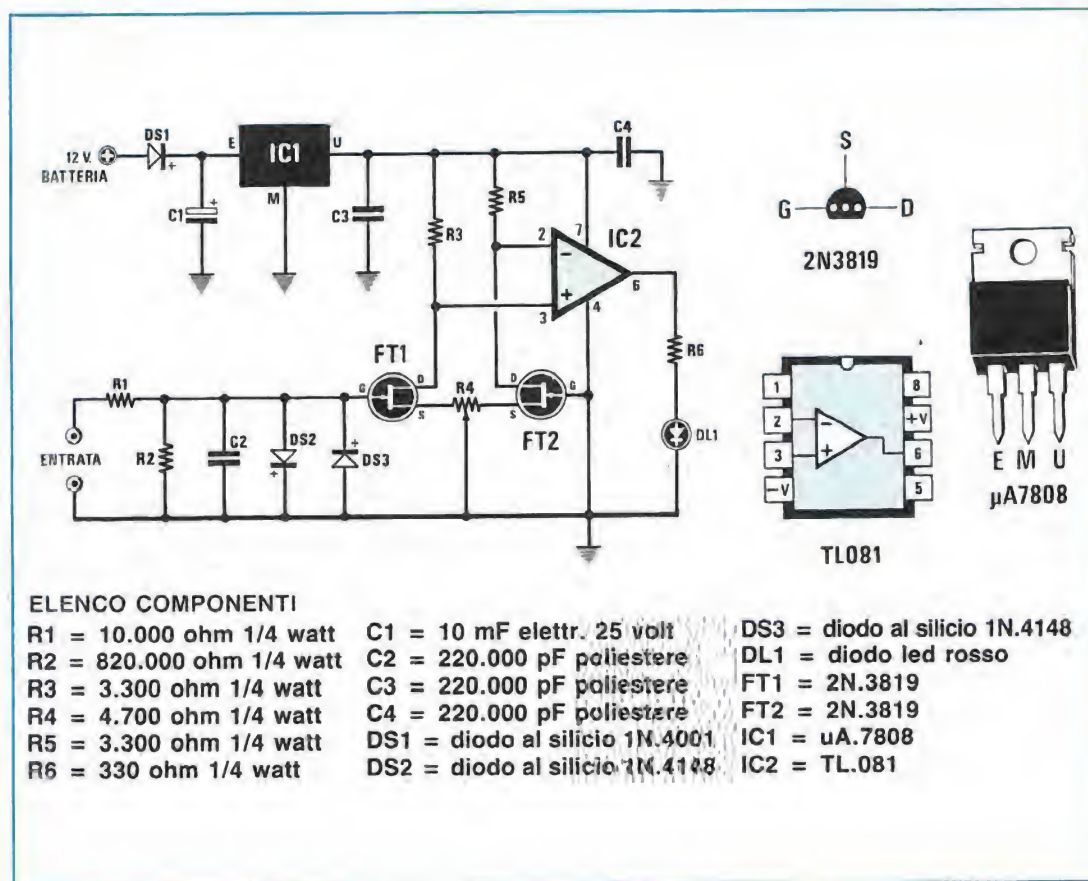 DS1
12 V.
BATTERIA
E
IC1
U
M
C1
+
C3
C4
R3
R5
2
7
IC2
6
3
4
R6
DL1
FT1
G
D
S
R4
D
S
G
FT2
R1
ENTRATA
R2
C2
DS2
DS3
S
G
D
2N3819
1
2
3
-V
8
+V
6
5
TL081
E M U
µA7808
ELENCO COMPONENTI
R1 = 10.000 ohm 1/4 watt
R2 = 820.000 ohm 1/4 watt
R3 = 3.300 ohm 1/4 watt
R4 = 4.700 ohm 1/4 watt
R5 = 3.300 ohm 1/4 watt
R6 = 330 ohm 1/4 watt
C1 = 10 mF elettr. 25 volt
C2 = 220.000 pF poliestere
C3 = 220.000 pF poliestere
C4 = 220.000 pF poliestere
DS1 = diodo al silicio 1N.4001
DS2 = diodo al silicio 1N.4148
DS3 = diodo al silicio 1N.4148
DL1 = diodo led rosso
FT1 = 2N.3819
FT2 = 2N.3819
IC1 = uA.7808
IC2 = TL.081